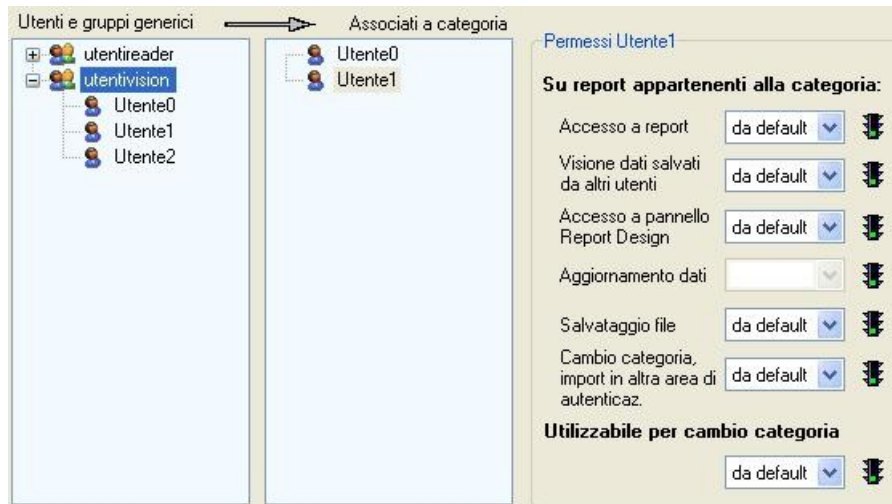 Utenti e gruppi generici
Associati a categoria
utentireader
utentivision
Utente0
Utente1
Utente2
Utente0
Utente1
Permessi Utente1
Su report appartenenti alla categoria:
Accesso a report
da default
Visione dati salvati
da altri utenti
da default
Accesso a pannello
Report Design
da default
Aggiornamento dati
Salvataggio file
da default
Cambio categoria,
import in altra area di
autenticaz.
da default
Utilizzabile per cambio categoria
da default